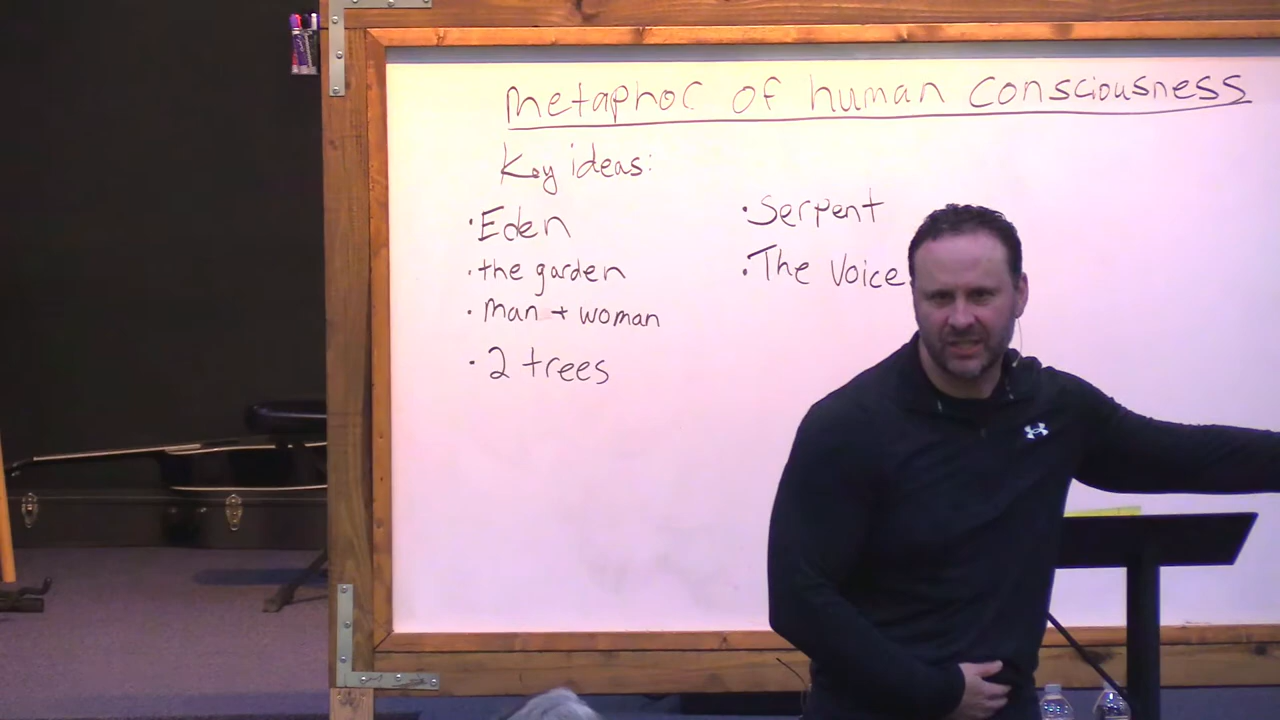 metaphor of human consciousness
Key ideas:
• Eden
• the garden
• man + woman
• 2 trees
• Serpent
• The Voice